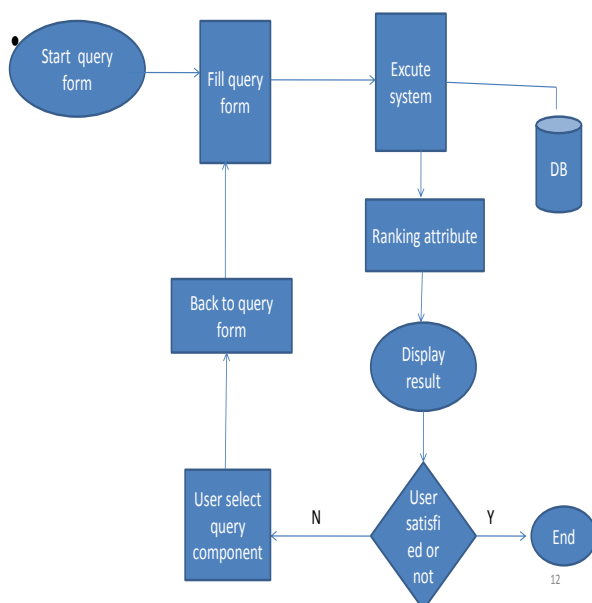 Start query
form
Fill query
form
Excute
system
DB
Ranking attribute
Back to query
form
Display
result
User select
query
component
N
User
satisfi
ed or
not
Y
End
12